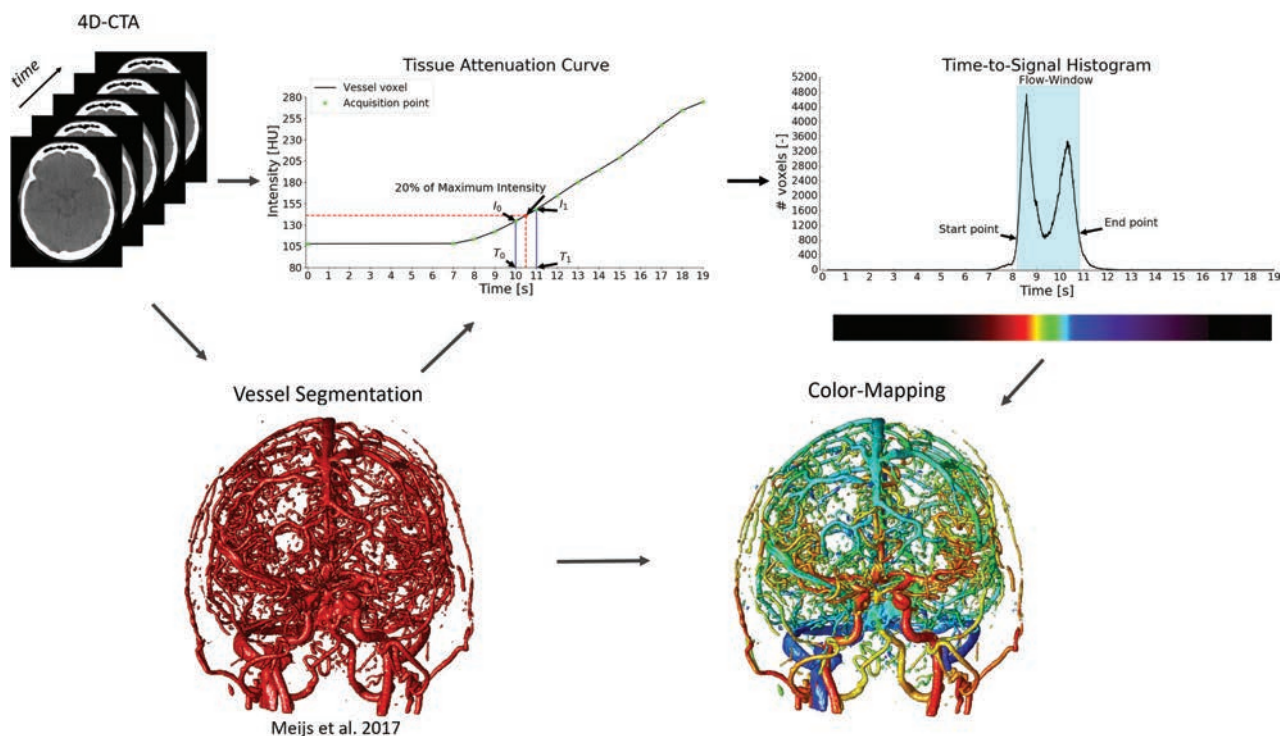 4D-CTA
time
Tissue Attenuation Curve
Vessel voxel
Acquisition point
Intensity [HU]
280
255
230
205
180
155
130
105
80
20% of Maximum Intensity
I0
I1
T0
T1
0 1 2 3 4 5 6 7 8 9 10 11 12 13 14 15 16 17 18 19
Time [s]
Time-to-Signal Histogram
Flow-Window
# voxels [-]
5200
4800
4400
4000
3600
3200
2800
2400
2000
1600
1200
800
400
0
Start point
End point
0 1 2 3 4 5 6 7 8 9 10 11 12 13 14 15 16 17 18 19
Time [s]
Vessel Segmentation
Color-Mapping
Meijs et al. 2017